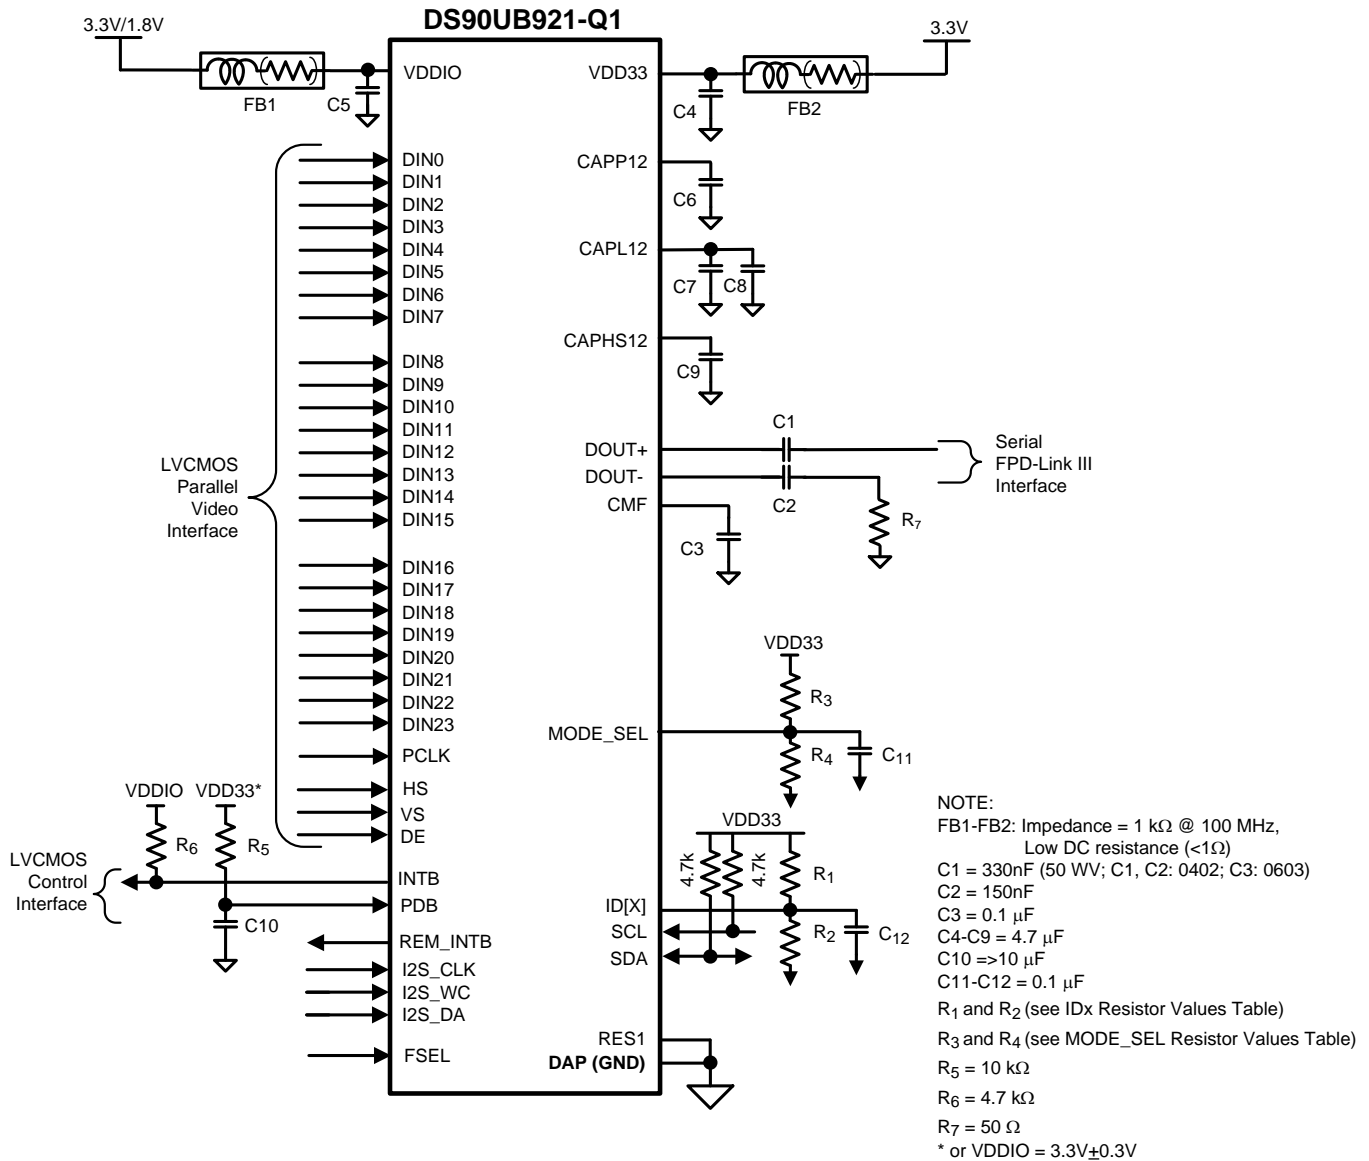 DS90UB921-Q1
3.3V/1.8V
3.3V
VDDIO
VDD33
FB1
C5
C4
FB2
DIN0
DIN1
DIN2
DIN3
DIN4
DIN5
DIN6
DIN7
DIN8
DIN9
DIN10
DIN11
DIN12
DIN13
DIN14
DIN15
DIN16
DIN17
DIN18
DIN19
DIN20
DIN21
DIN22
DIN23
PCLK
HS
VS
DE
LVCMOS
Parallel
Video
Interface
VDDIO
VDD33*
R6
R5
LVCMOS
Control
Interface
INTB
PDB
C10
REM_INTB
I2S_CLK
I2S_WC
I2S_DA
FSEL
CAPP12
C6
CAPL12
C7
C8
CAPHS12
C9
C1
DOUT+
DOUT-
C2
CMF
C3
R7
Serial
FPD-Link III
Interface
VDD33
R3
MODE_SEL
R4
C11
VDD33
4.7k
4.7k
R1
ID[X]
SCL
SDA
R2
C12
RES1
DAP (GND)
NOTE:
FB1-FB2: Impedance = 1 kΩ @ 100 MHz,
Low DC resistance (<1Ω)
C1 = 330nF (50 WV; C1, C2: 0402; C3: 0603)
C2 = 150nF
C3 = 0.1 μF
C4-C9 = 4.7 μF
C10 =>10 μF
C11-C12 = 0.1 μF
R1 and R2 (see IDx Resistor Values Table)
R3 and R4 (see MODE_SEL Resistor Values Table)
R5 = 10 kΩ
R6 = 4.7 kΩ
R7 = 50 Ω
* or VDDIO = 3.3V±0.3V